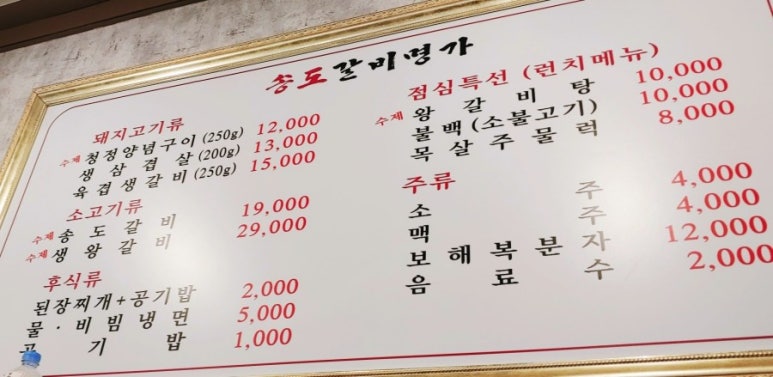 송도갈비명가
돼지고기류
수제 청정양념구이 (250g) 12,000
생삼겹살 (200g) 13,000
육겹생갈비 (250g) 15,000
소고기류
수제 송도갈비 19,000
수제 생왕갈비 29,000
후식류
된장찌개+공기밥 2,000
물·비빔냉면 5,000
공기밥 1,000
점심특선 (런치메뉴)
수제 왕갈비탕 10,000
불백(소불고기) 10,000
목살주물럭 8,000
주류
소주 4,000
맥주 4,000
보해복분자 12,000
음료수 2,000